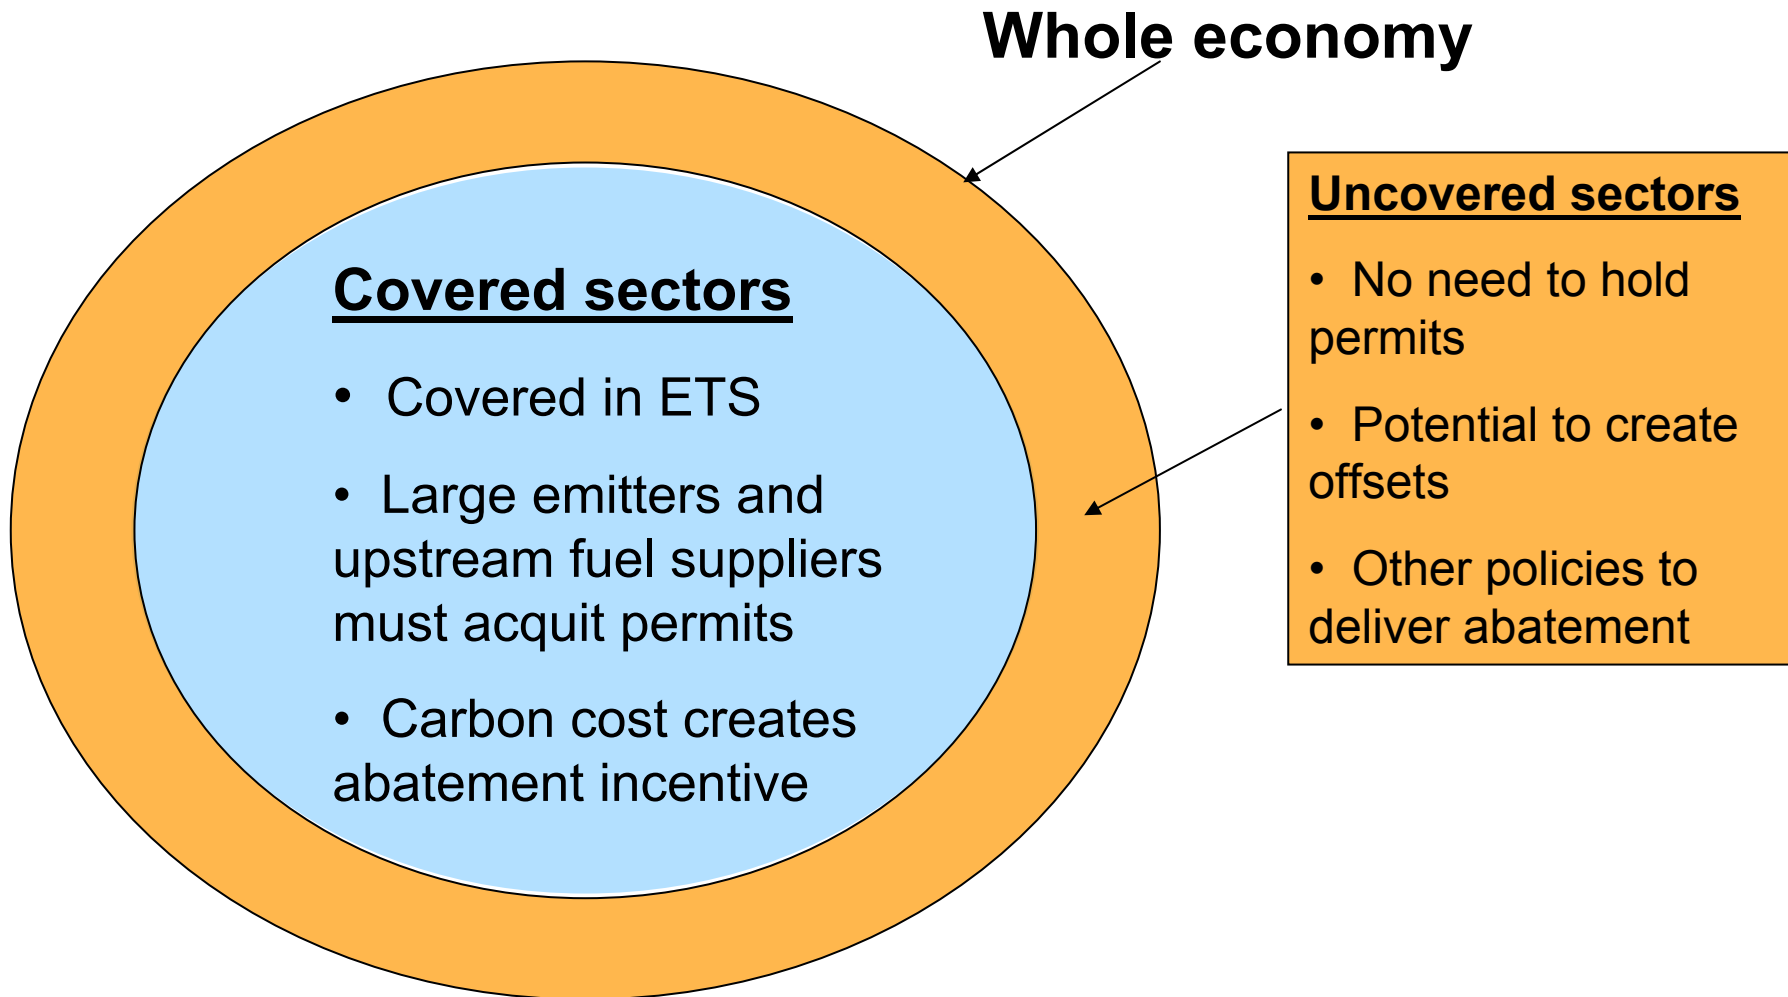 Whole economy
Covered sectors
• Covered in ETS
• Large emitters and
upstream fuel suppliers
must acquit permits
• Carbon cost creates
abatement incentive
Uncovered sectors
• No need to hold
permits
• Potential to create
offsets
• Other policies to
deliver abatement